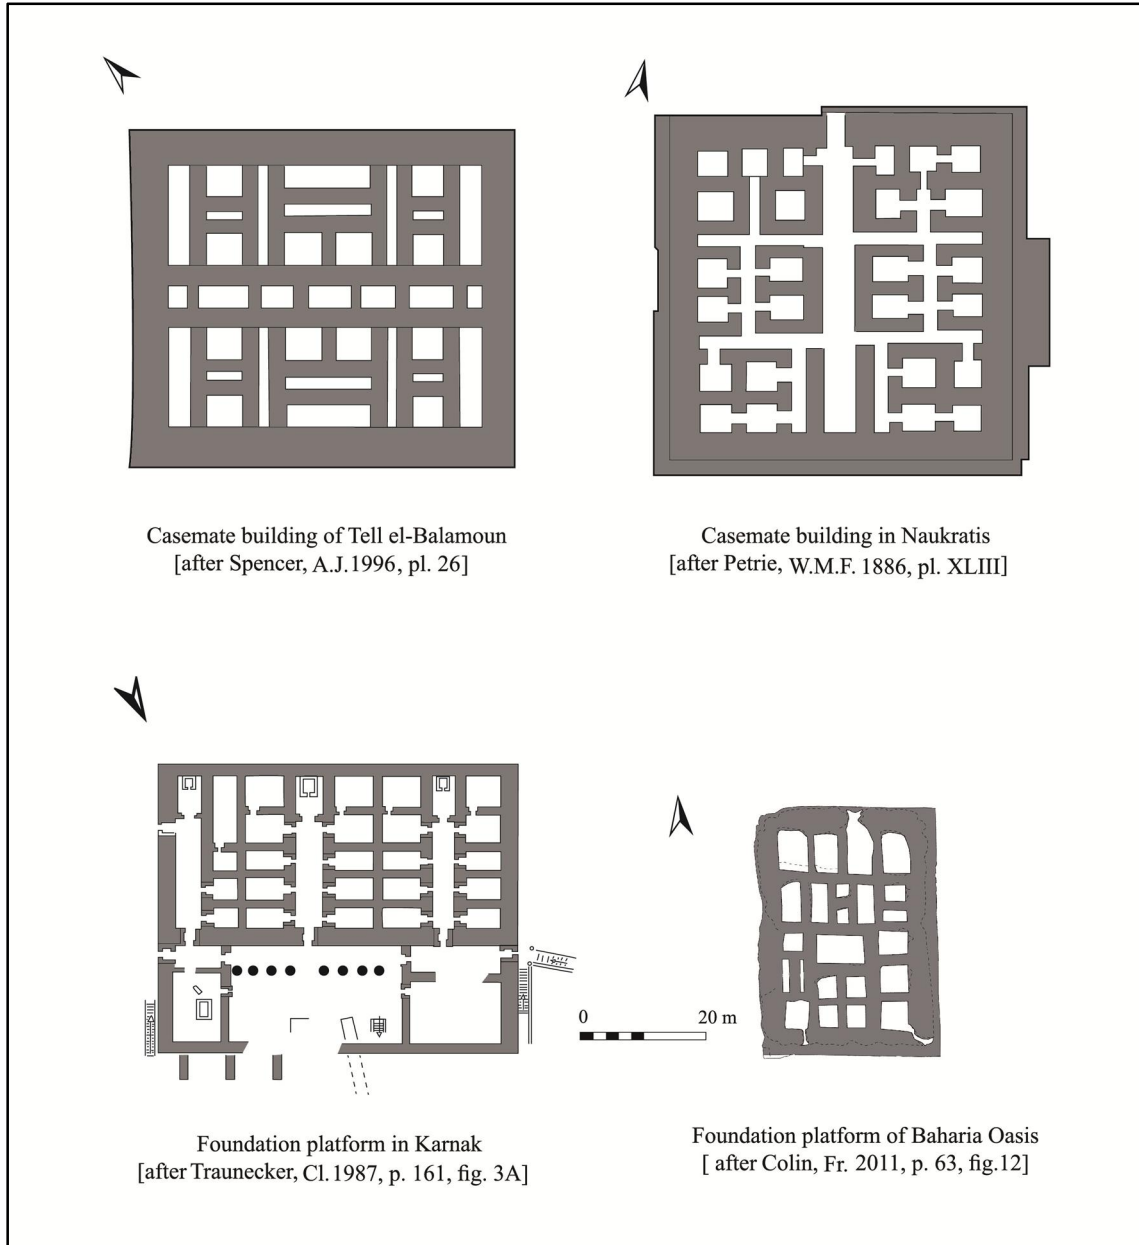 Casemate building of Tell el-Balamoun
[after Spencer, A.J.1996, pl. 26]
Casemate building in Naukratis
[after Petrie, W.M.F. 1886, pl. XLIII]
0 20 m
Foundation platform in Karnak
[after Traunecker, Cl. 1987, p. 161, fig. 3A]
Foundation platform of Baharia Oasis
[ after Colin, Fr. 2011, p. 63, fig.12]